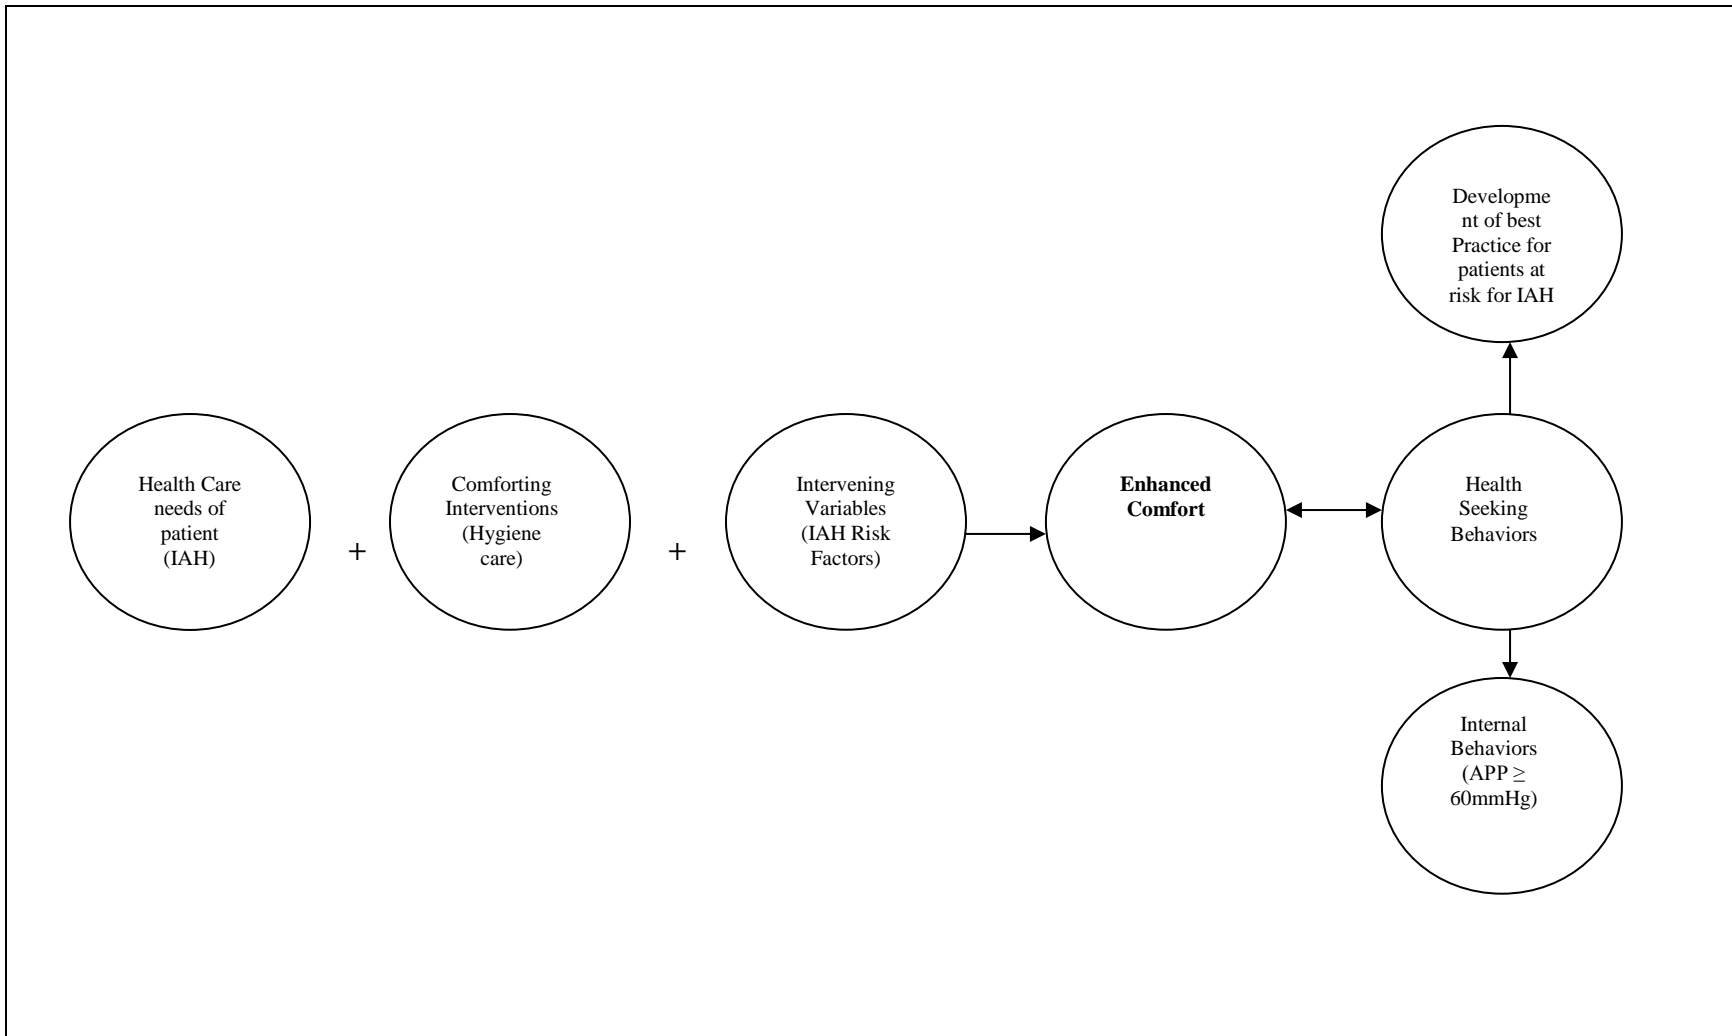 Developme
nt of best
Practice for
patients at
risk for IAH
Health Care
needs of
patient
(IAH)
+
Comforting
Interventions
(Hygiene
care)
+
Intervening
Variables
(IAH Risk
Factors)
Enhanced
Comfort
Health
Seeking
Behaviors
Internal
Behaviors
(APP ≥
60mmHg)